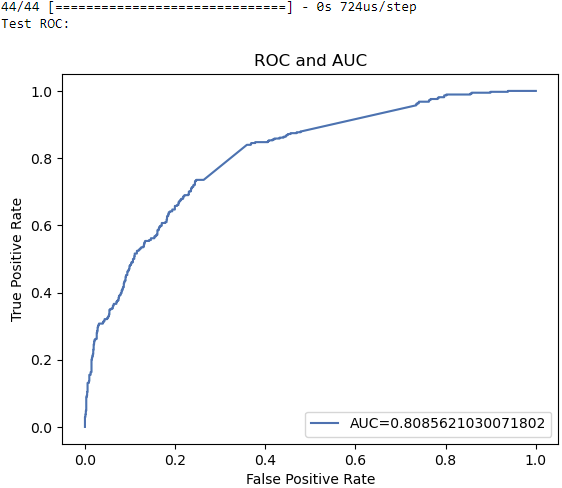 44/44 [==============================] - 0s 724us/step
Test ROC:
ROC and AUC
1.0
0.8
0.6
0.4
0.2
0.0
True Positive Rate
AUC=0.8085621030071802
0.0 0.2 0.4 0.6 0.8 1.0
False Positive Rate